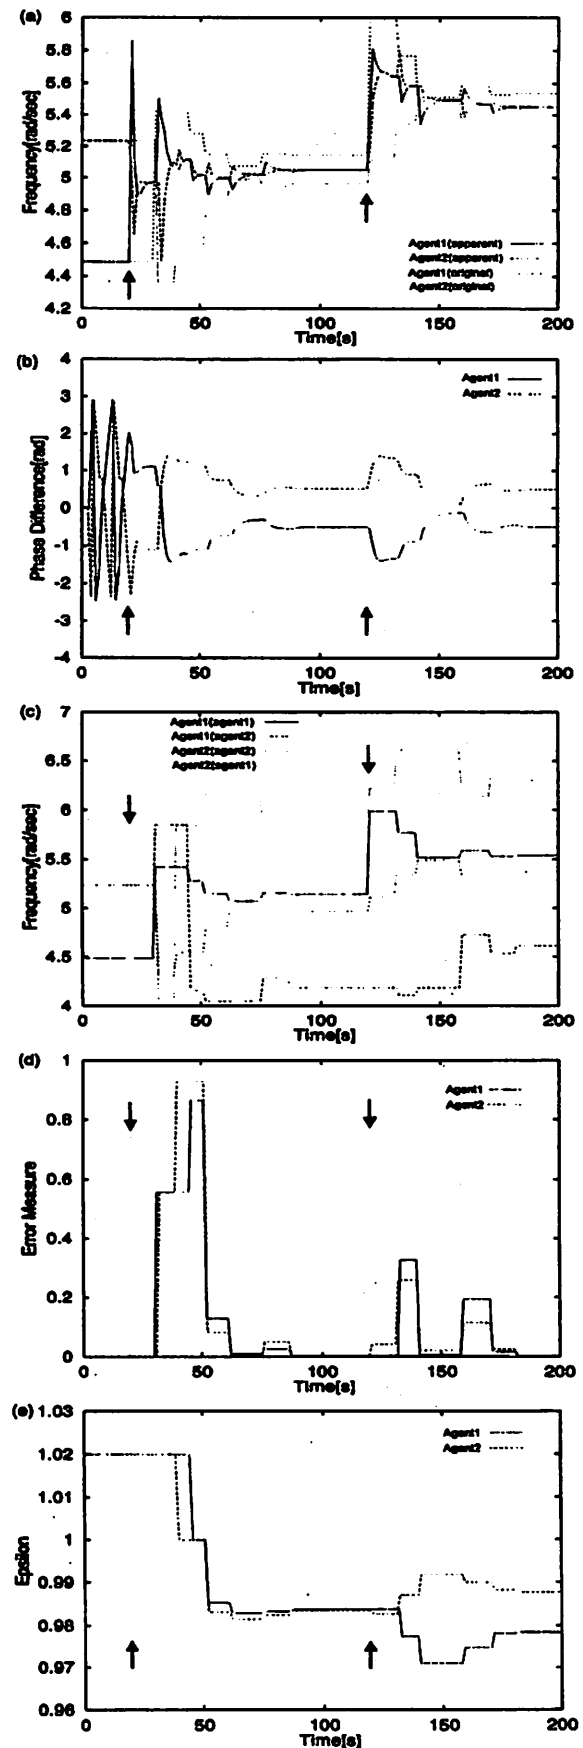 (a)
6
5.8
5.6
5.4
5.2
5
4.8
4.6
4.4
4.2
Frequency[rad/sec]
Agent1(apparent)
Agent2(apparent)
Agent1(original)
Agent2(original)
0 50 100 150 200
Time[s]
(b)
4
3
2
1
0
-1
-2
-3
-4
Phase Difference[rad]
Agent1
Agent2
0 50 100 150 200
Time[s]
(c)
7
6.5
6
5.5
5
4.5
4
Frequency[rad/sec]
Agent1(agent1)
Agent1(agent2)
Agent2(agent2)
Agent2(agent1)
0 50 100 150 200
Time[s]
(d)
1
0.8
0.6
0.4
0.2
0
Error Measure
Agent1
Agent2
0 50 100 150 200
Time[s]
(e)
1.03
1.02
1.01
1
0.99
0.98
0.97
0.96
Epsilon
Agent1
Agent2
0 50 100 150 200
Time[s]